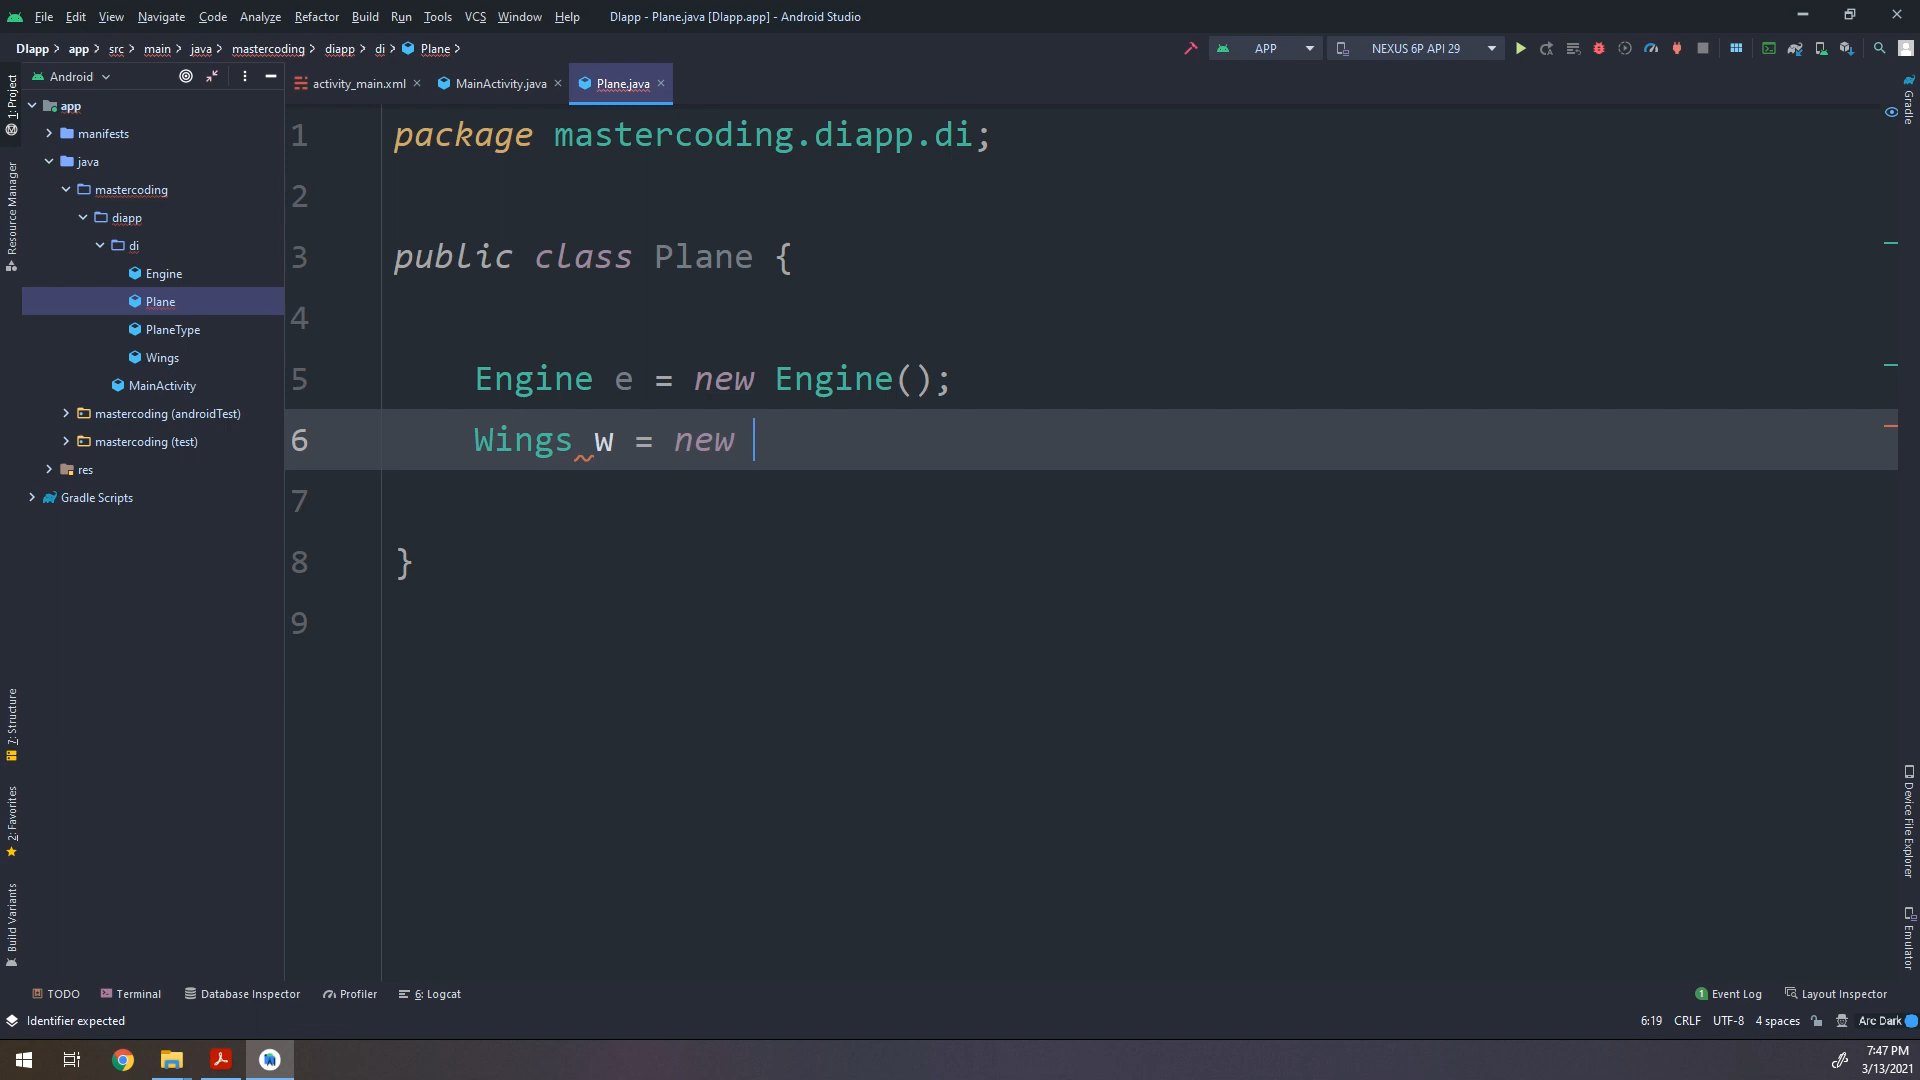 File Edit View Navigate Code Analyze Refactor Build Run Tools VCS Window Help DIapp - Plane.java [DIapp.app] - Android Studio
DIapp app src main java mastercoding diapp di Plane APP NEXUS 6P API 29
Android
activity_main.xml MainActivity.java Plane.java
app
manifests
java
mastercoding
diapp
di
Engine
Plane
PlaneType
Wings
MainActivity
mastercoding (androidTest)
mastercoding (test)
res
Gradle Scripts
1: Project
Resource Manager
7: Structure
2: Favorites
Build Variants
1 package mastercoding.diapp.di;
2
3 public class Plane {
4
5 Engine e = new Engine();
6 Wings w = new
7
8 }
9
Gradle
Device File Explorer
Emulator
TODO Terminal Database Inspector Profiler 6: Logcat 1 Event Log Layout Inspector
Identifier expected 6:19 CRLF UTF-8 4 spaces Arc Dark
7:47 PM
3/13/2021